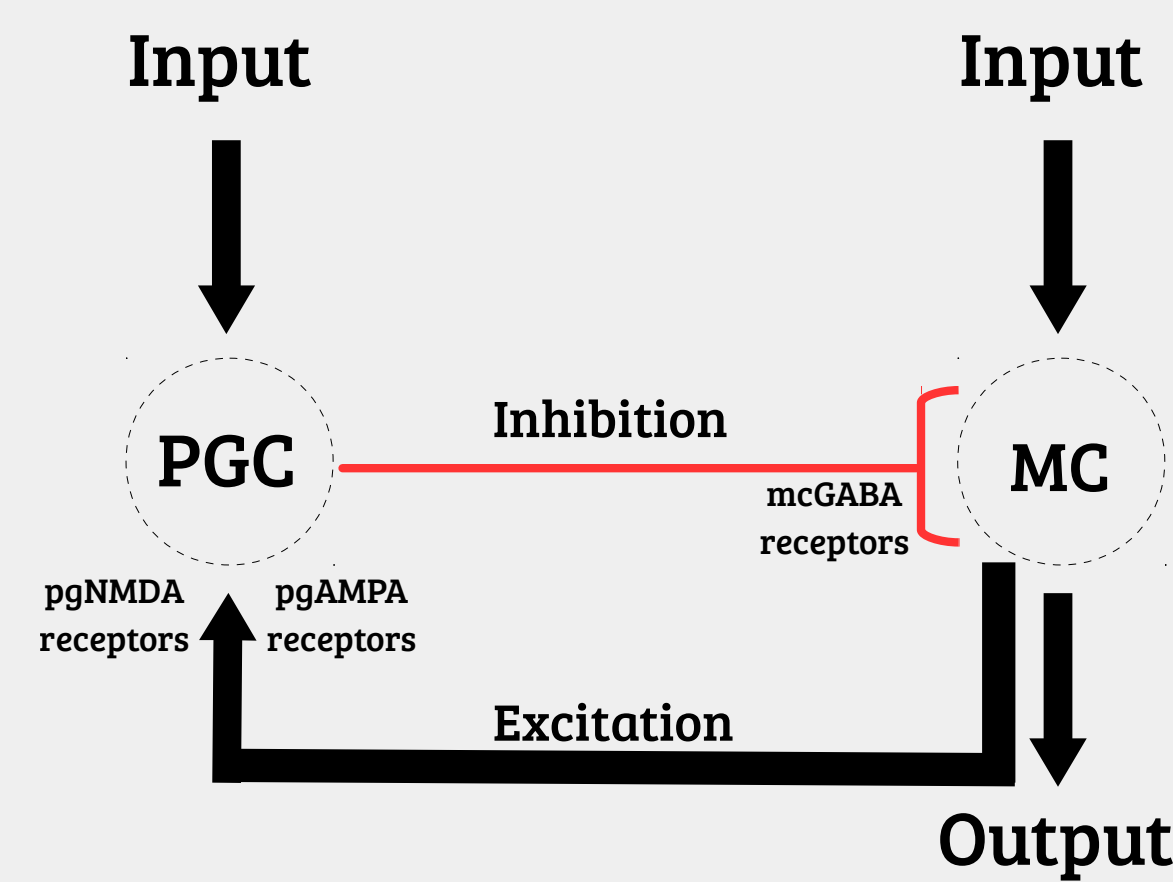 Input
Input
Inhibition
PGC
MC
mcGABA
receptors
pgNMDA
receptors
pgAMPA
receptors
Excitation
Output